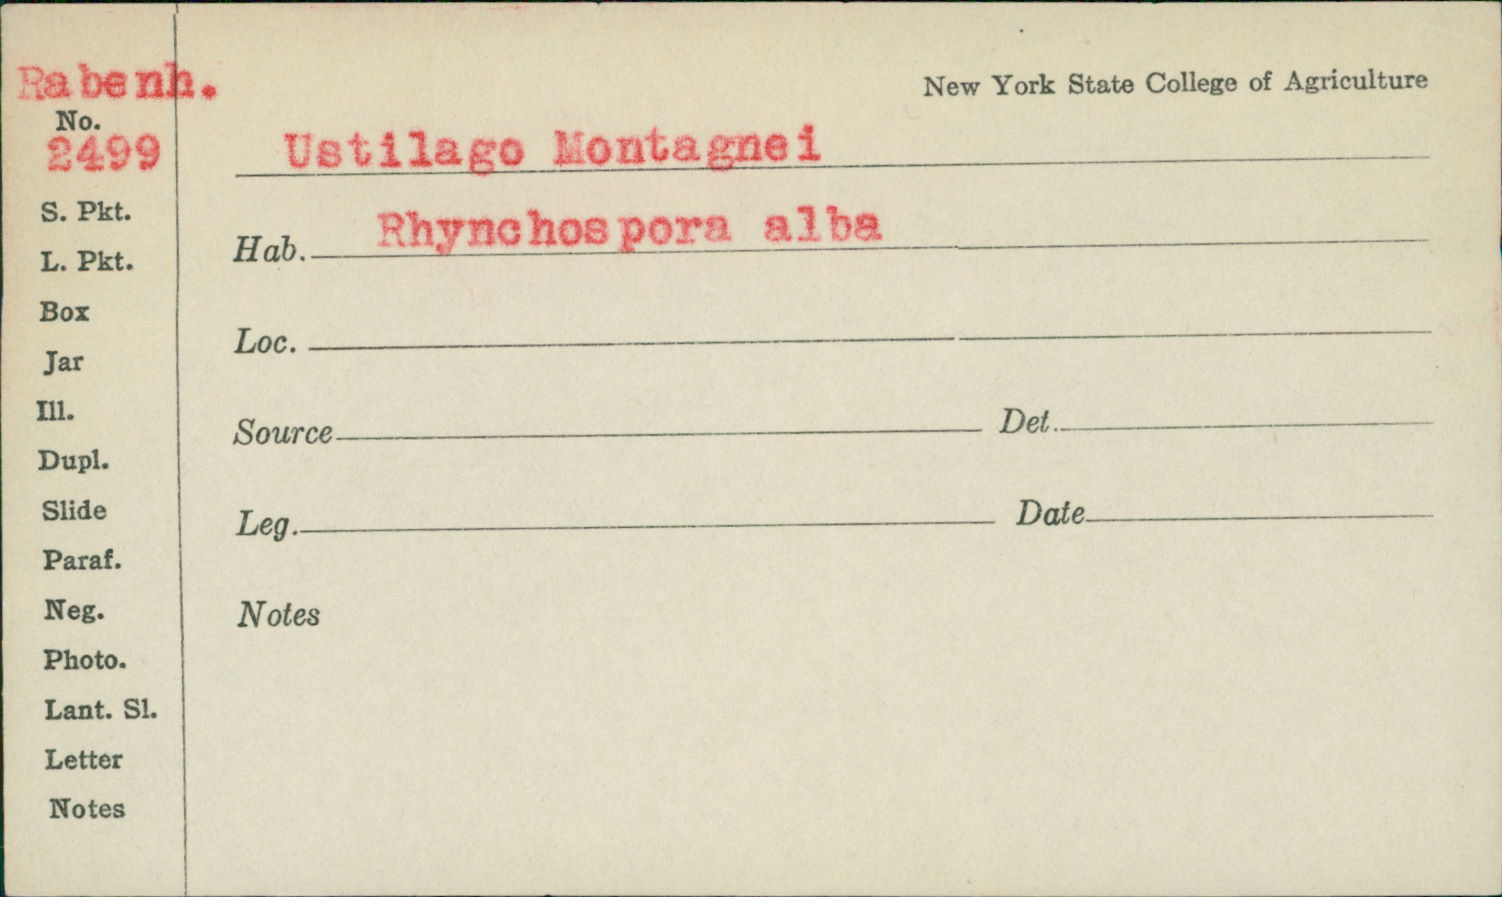 Rabenh.
No.
2499
S. Pkt.
L. Pkt.
Box
Jar
Ill.
Dupl.
Slide
Paraf.
Neg.
Photo.
Lant. Sl.
Letter
Notes
New York State College of Agriculture
Ustilago Montagnei
Hab. Rhynchospora alba
Loc.
Source Det.
Leg. Date
Notes